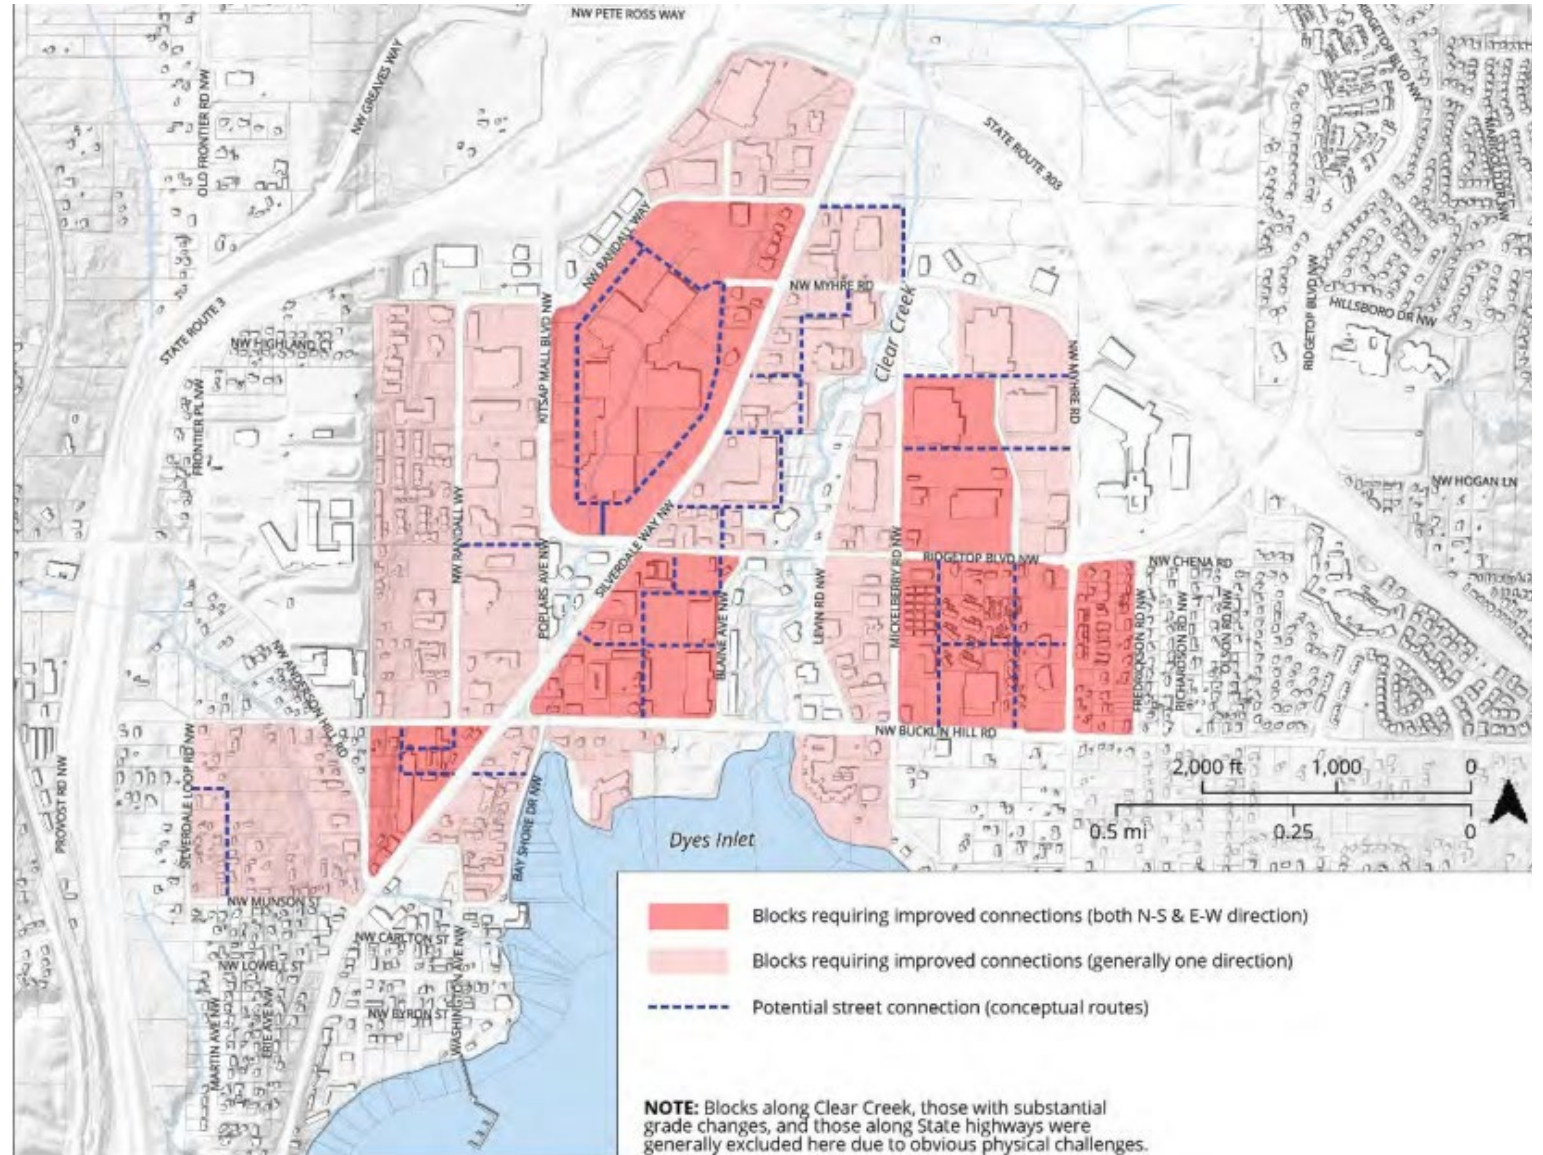 NW PETE ROSS WAY
RIDGETOP BLVD NW
NW GREAVES WAY
OLD FRONTIER RD NW
MARIGOLD DR NW
STATE ROUTE 303
NW RANDALL WAY
RIDGETOP BLVD NW
NW MYHRE RD
HILLSBORO DR NW
STATE ROUTE 3
NW HIGHLAND CT
KITSAP MALL BLVD NW
Clear Creek
NW MYHRE RD
FRONTIER PL NW
NW HOGAN LN
NW RANDALL WY
SILVERDALE WAY NW
POPLARS AVE NW
MICKELBERRY RD NW
RIDGETOP BLVD NW
NW CHENA RD
LEVIN RD NW
BLAINE AVE NW
FREDRICKSON RD NW
RICHARDSON RD NW
OLSON RD NW
NW ANDERSON HILL RD
SILVERDALE LOOP RD NW
PROVOST RD NW
NW BUCKLIN HILL RD
2,000 ft 1,000 0
0.5 mi 0.25 0
BAY SHORE DR NW
Dyes Inlet
NW MUNSON ST
NW CARLTON ST
NW LOWELL ST
NW BYRON ST
WASHINGTON AVE NW
MARTIN AVE NW
ERIE AVE NW
Blocks requiring improved connections (both N-S & E-W direction)
Blocks requiring improved connections (generally one direction)
Potential street connection (conceptual routes)
NOTE: Blocks along Clear Creek, those with substantial
grade changes, and those along State highways were
generally excluded here due to obvious physical challenges.